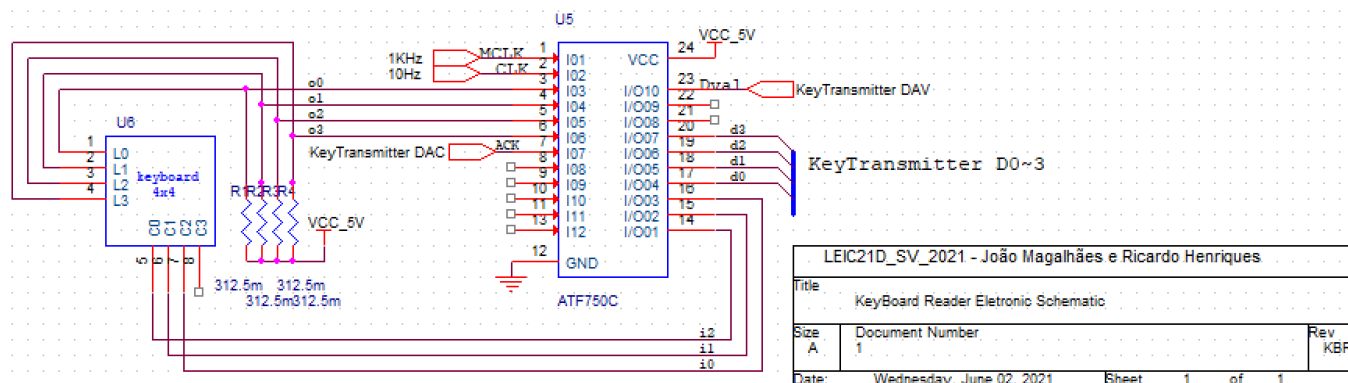 U5
1KHz MCLK 1 I01 VCC 24 VCC_5V
10Hz CLK 2 I02
o0 3 I03 I/O10 23 Dval KeyTransmitter DAV
o1 4 I04 I/O09 22
o2 5 I05 I/O08 21
o3 6 I06 I/O07 20 d3
KeyTransmitter DAC ACK 7 I07 I/O06 19 d2
8 I08 I/O05 18 d1
9 I09 I/O04 17 d0
10 I10 I/O03 16
11 I11 I/O02 15
13 I12 I/O01 14
12 GND
ATF750C
KeyTransmitter D0~3
U6
1 L0
2 L1
3 L2
4 L3
keyboard
4x4
C0 C1 C2 C3
5 6 7 8
R1 R2 R3 R4
VCC_5V
312.5m 312.5m
312.5m 312.5m
i2
i1
i0
LEIC21D_SV_2021 - João Magalhães e Ricardo Henriques
Title
KeyBoard Reader Eletronic Schematic
Size Document Number Rev
A 1 KBR
Date: Wednesday, June 02, 2021 Sheet 1 of 1